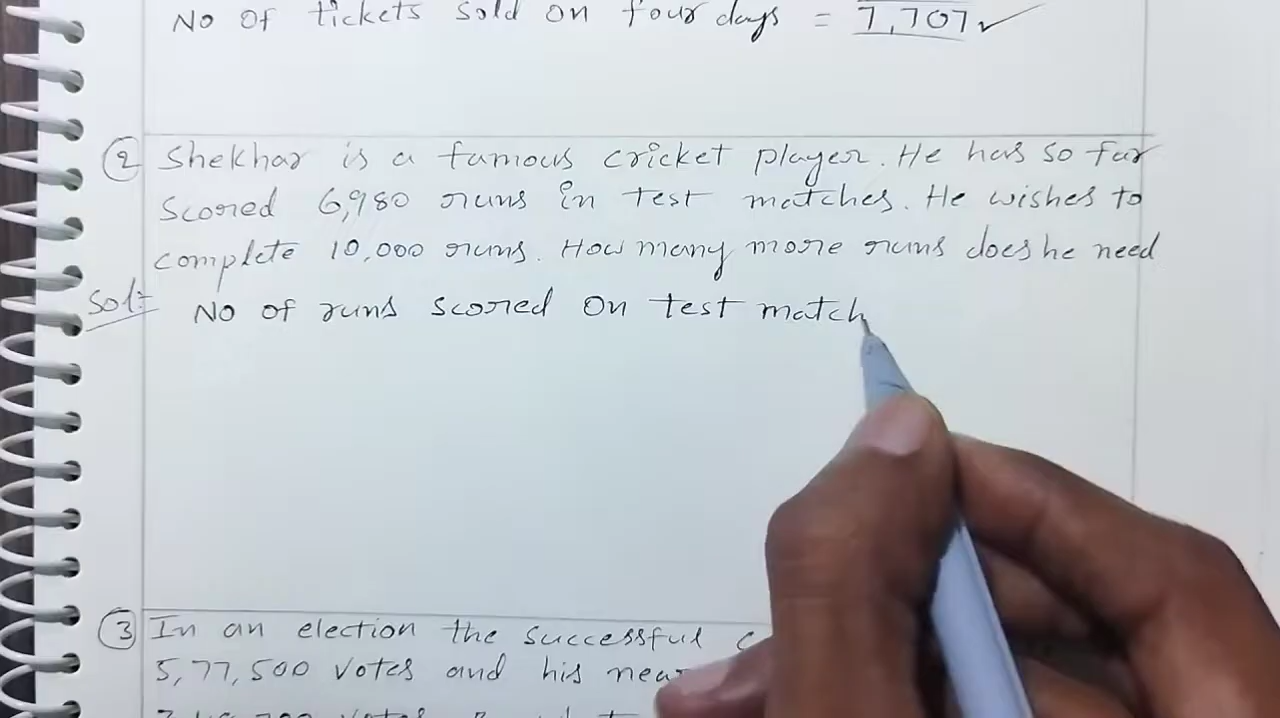 No of tickets sold on four days = 7,707 ✓
2 Shekhar is a famous cricket player. He has so far
scored 6,980 runs in test matches. He wishes to
complete 10,000 runs. How many more runs does he need
Sol:- No of runs scored on test match
3 In an election the successful
5,77,500 votes and his
votes